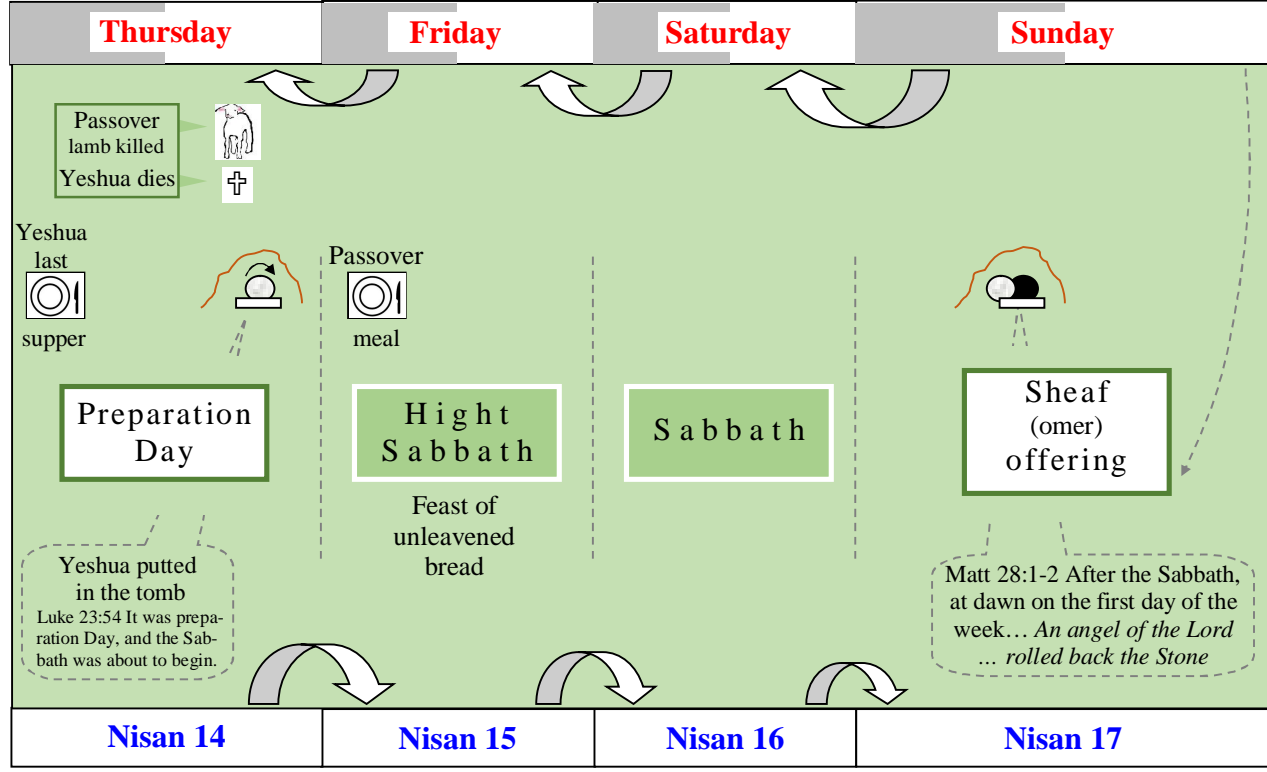 Thursday
Friday
Saturday
Sunday
Passover
lamb killed
Yeshua dies
Yeshua
last
supper
Passover
meal
Preparation
Day
Hight
Sabbath
Sabbath
Sheaf
(omer)
offering
Feast of
unleavened
bread
Yeshua putted
in the tomb
Luke 23:54 It was prepa-
ration Day, and the Sab-
bath was about to begin.
Matt 28:1-2 After the Sabbath,
at dawn on the first day of the
week… An angel of the Lord
… rolled back the Stone
Nisan 14
Nisan 15
Nisan 16
Nisan 17